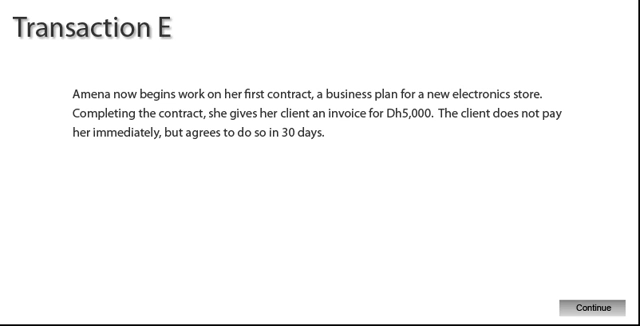 Transaction E
Amena now begins work on her first contract, a business plan for a new electronics store.
Completing the contract, she gives her client an invoice for Dh5,000. The client does not pay
her immediately, but agrees to do so in 30 days.
Continue